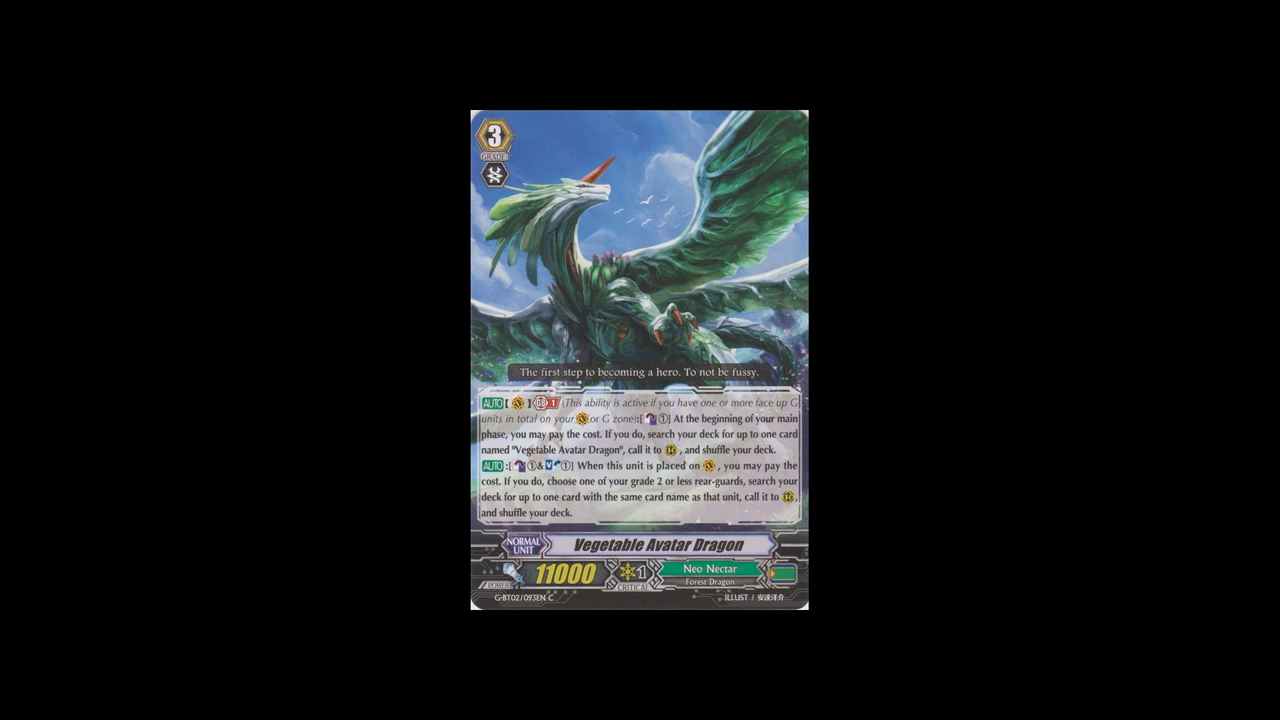 3
GRADE
The first step to becoming a hero. To not be fussy.
AUTO [ ] GB 1 (This ability is active if you have one or more face up G
units in total on your or G zone):[ ①] At the beginning of your main
phase, you may pay the cost. If you do, search your deck for up to one card
named "Vegetable Avatar Dragon", call it to , and shuffle your deck.
AUTO :[ ①& ①] When this unit is placed on , you may pay the
cost. If you do, choose one of your grade 2 or less rear-guards, search your
deck for up to one card with the same card name as that unit, call it to ,
and shuffle your deck.
NORMAL
UNIT
Vegetable Avatar Dragon
POWER
11000
1
CRITICAL
Neo Nectar
Forest Dragon
G-BT02/093EN C
ILLUST / 安達洋介